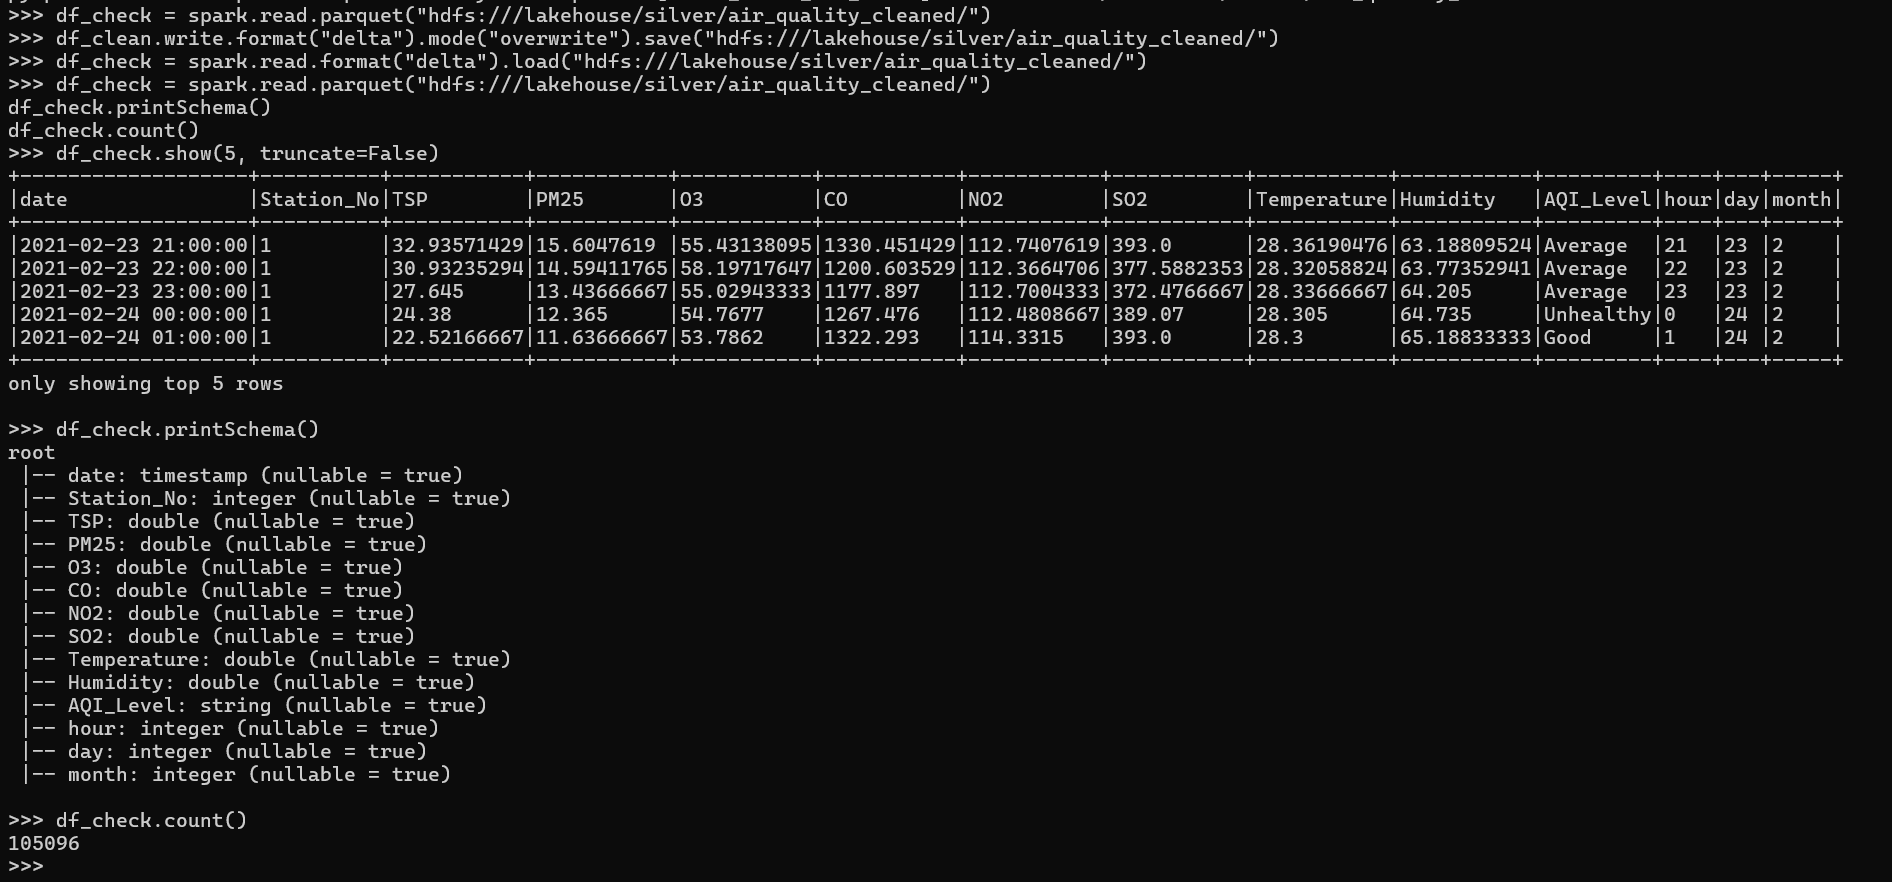 >>> df_check = spark.read.parquet("hdfs:///lakehouse/silver/air_quality_cleaned/")
>>> df_clean.write.format("delta").mode("overwrite").save("hdfs:///lakehouse/silver/air_quality_cleaned/")
>>> df_check = spark.read.format("delta").load("hdfs:///lakehouse/silver/air_quality_cleaned/")
>>> df_check = spark.read.parquet("hdfs:///lakehouse/silver/air_quality_cleaned/")
df_check.printSchema()
df_check.count()
>>> df_check.show(5, truncate=False)
+-------------------+----------+-----------+-----------+-----------+-----------+-----------+-----------+-----------+-----------+---------+----+---+-----+
|date               |Station_No|TSP        |PM25       |O3         |CO         |NO2        |SO2        |Temperature|Humidity   |AQI_Level|hour|day|month|
+-------------------+----------+-----------+-----------+-----------+-----------+-----------+-----------+-----------+-----------+---------+----+---+-----+
|2021-02-23 21:00:00|1         |32.93571429|15.6047619 |55.43138095|1330.451429|112.7407619|393.0      |28.36190476|63.18809524|Average  |21  |23 |2    |
|2021-02-23 22:00:00|1         |30.93235294|14.59411765|58.19717647|1200.603529|112.3664706|377.5882353|28.32058824|63.77352941|Average  |22  |23 |2    |
|2021-02-23 23:00:00|1         |27.645     |13.43666667|55.02943333|1177.897   |112.7004333|372.4766667|28.33666667|64.205     |Average  |23  |23 |2    |
|2021-02-24 00:00:00|1         |24.38      |12.365     |54.7677    |1267.476   |112.4808667|389.07     |28.305     |64.735     |Unhealthy|0   |24 |2    |
|2021-02-24 01:00:00|1         |22.52166667|11.63666667|53.7862    |1322.293   |114.3315   |393.0      |28.3       |65.18833333|Good     |1   |24 |2    |
+-------------------+----------+-----------+-----------+-----------+-----------+-----------+-----------+-----------+-----------+---------+----+---+-----+
only showing top 5 rows
>>> df_check.printSchema()
root
 |-- date: timestamp (nullable = true)
 |-- Station_No: integer (nullable = true)
 |-- TSP: double (nullable = true)
 |-- PM25: double (nullable = true)
 |-- O3: double (nullable = true)
 |-- CO: double (nullable = true)
 |-- NO2: double (nullable = true)
 |-- SO2: double (nullable = true)
 |-- Temperature: double (nullable = true)
 |-- Humidity: double (nullable = true)
 |-- AQI_Level: string (nullable = true)
 |-- hour: integer (nullable = true)
 |-- day: integer (nullable = true)
 |-- month: integer (nullable = true)
>>> df_check.count()
105096
>>>